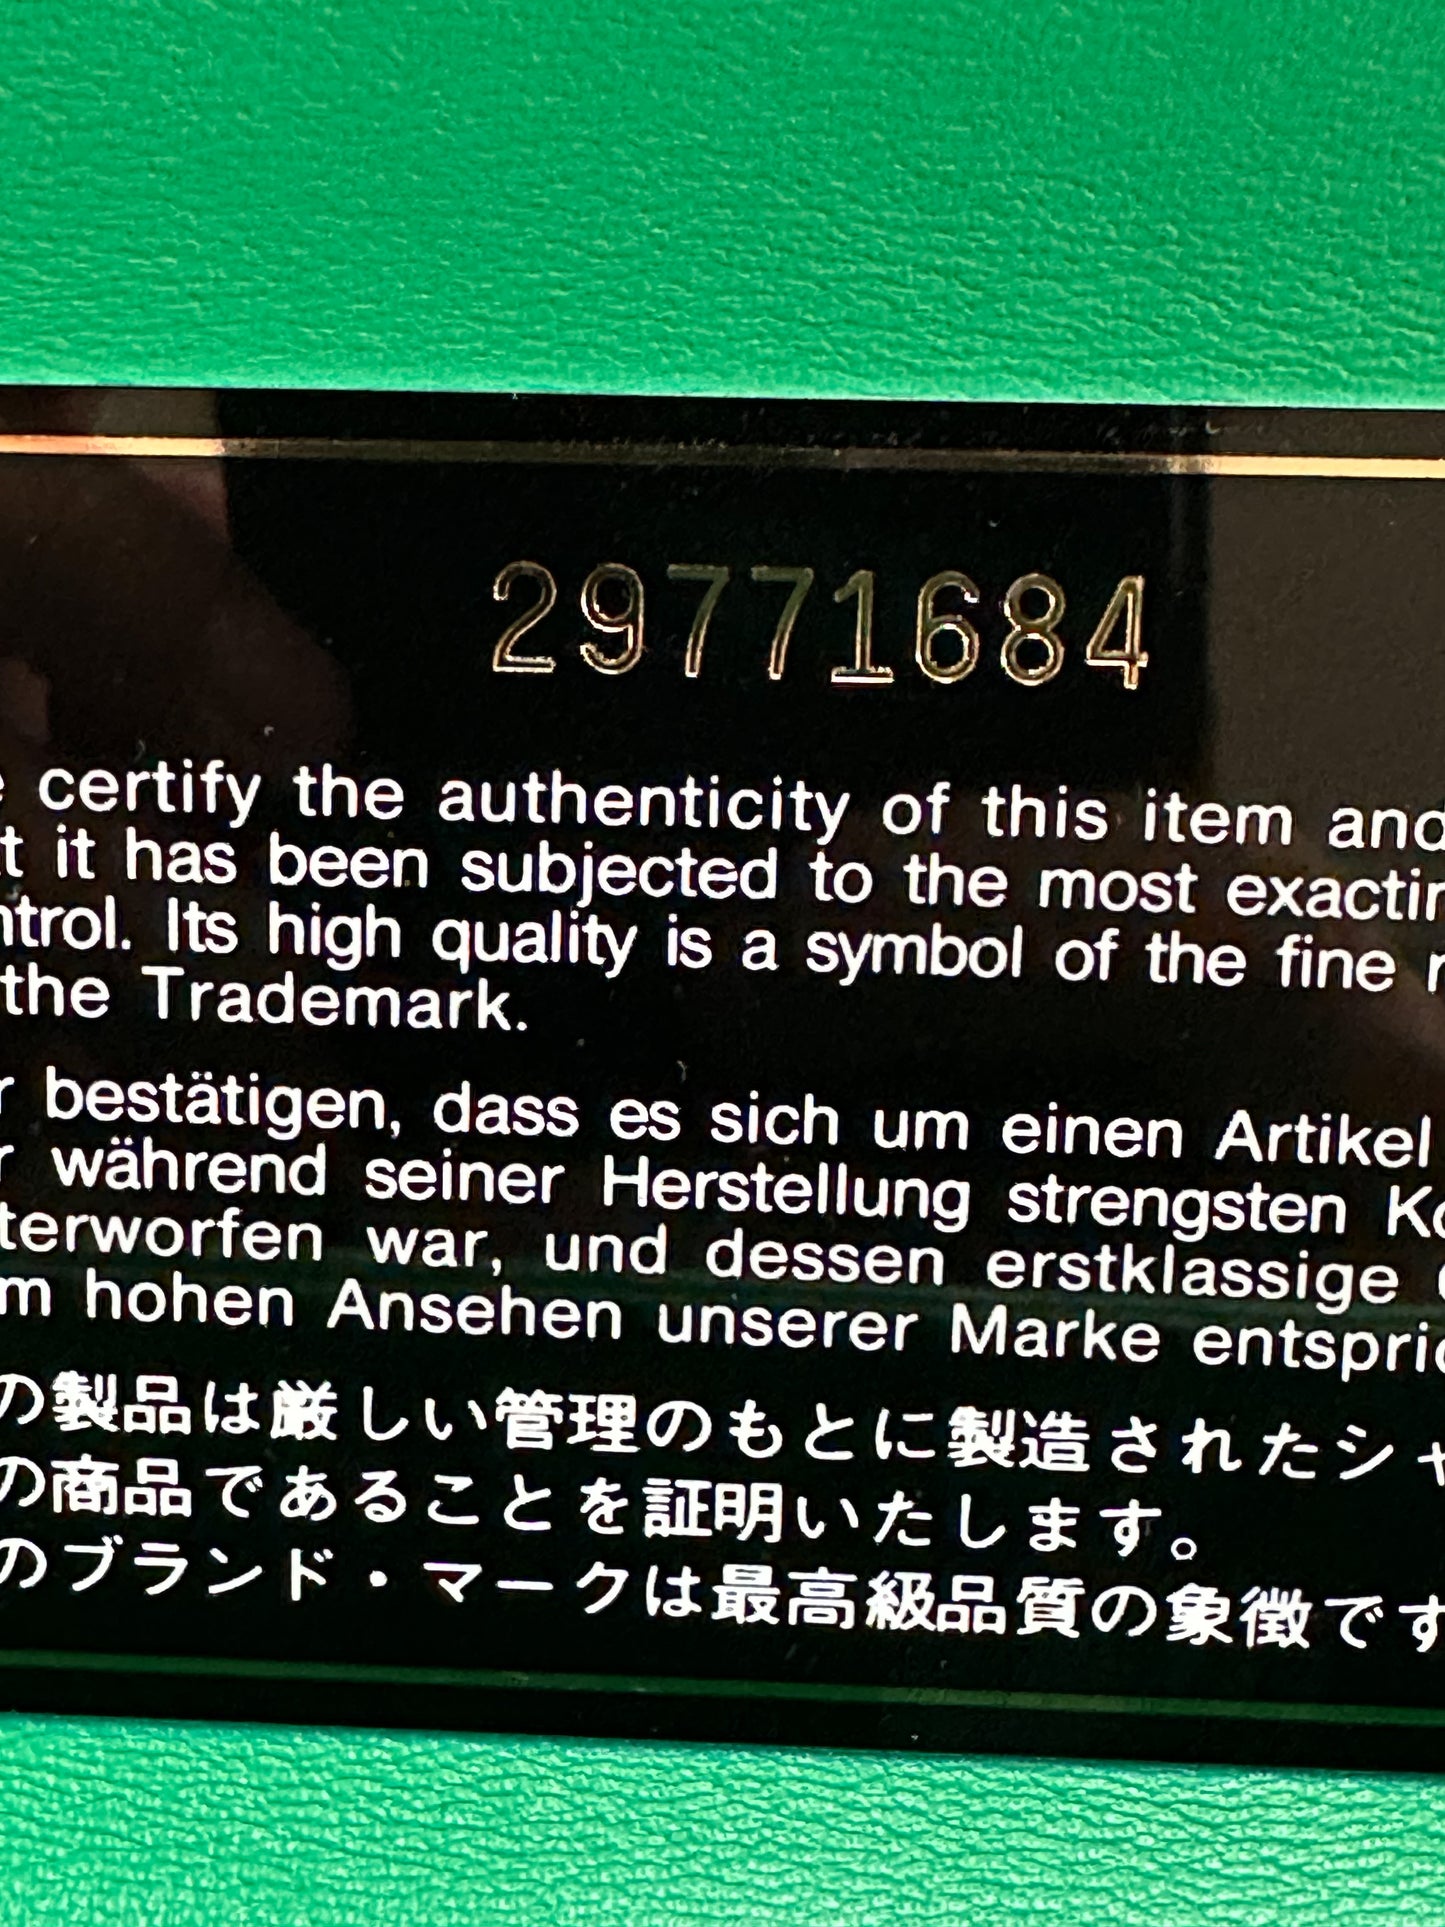 29771684
certify the authenticity of this item and
it has been subjected to the most
Its high quality is a symbol of the fine
the Trademark.
bestätigen, dass es sich um einen Artikel
während seiner Herstellung strengsten
war, und dessen erstklassige
hohen Ansehen unserer Marke
の製品は厳しい管理のもとに製造されたシャ
の商品であることを証明いたします。
のブランド・マークは最高級品質の象徴です